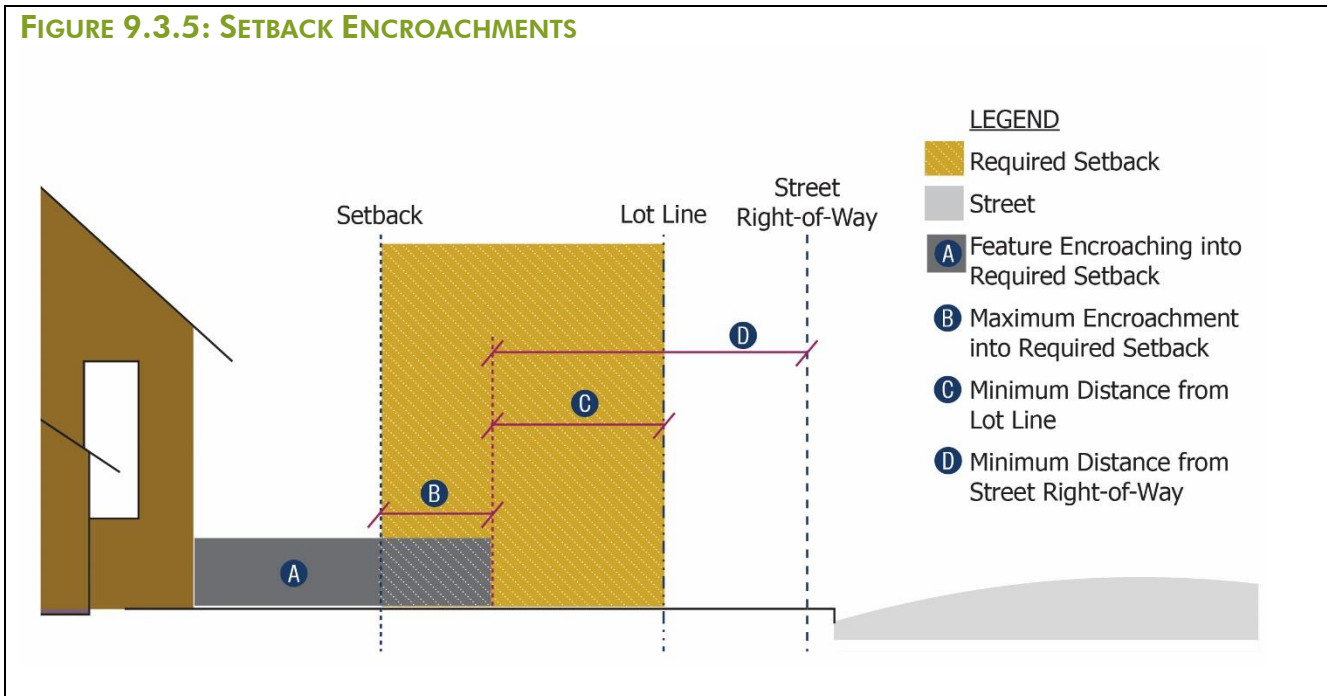 FIGURE 9.3.5: SETBACK ENCROACHMENTS
Setback
Lot Line
Street
Right-of-Way
D
C
B
A
LEGEND
Required Setback
Street
A Feature Encroaching into
Required Setback
B Maximum Encroachment
into Required Setback
C Minimum Distance from
Lot Line
D Minimum Distance from
Street Right-of-Way